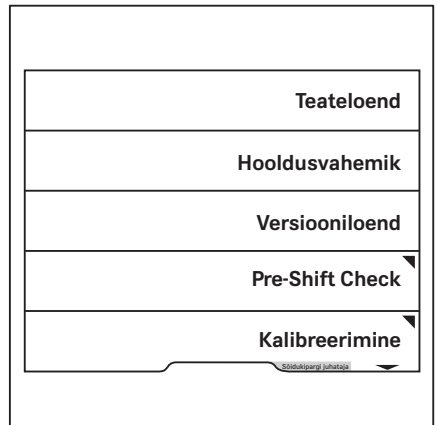 Teateloend
Hooldusvahemik
Versiooniloend
Pre-Shift Check
Kalibreerimine
Sõidukipargi juhataja